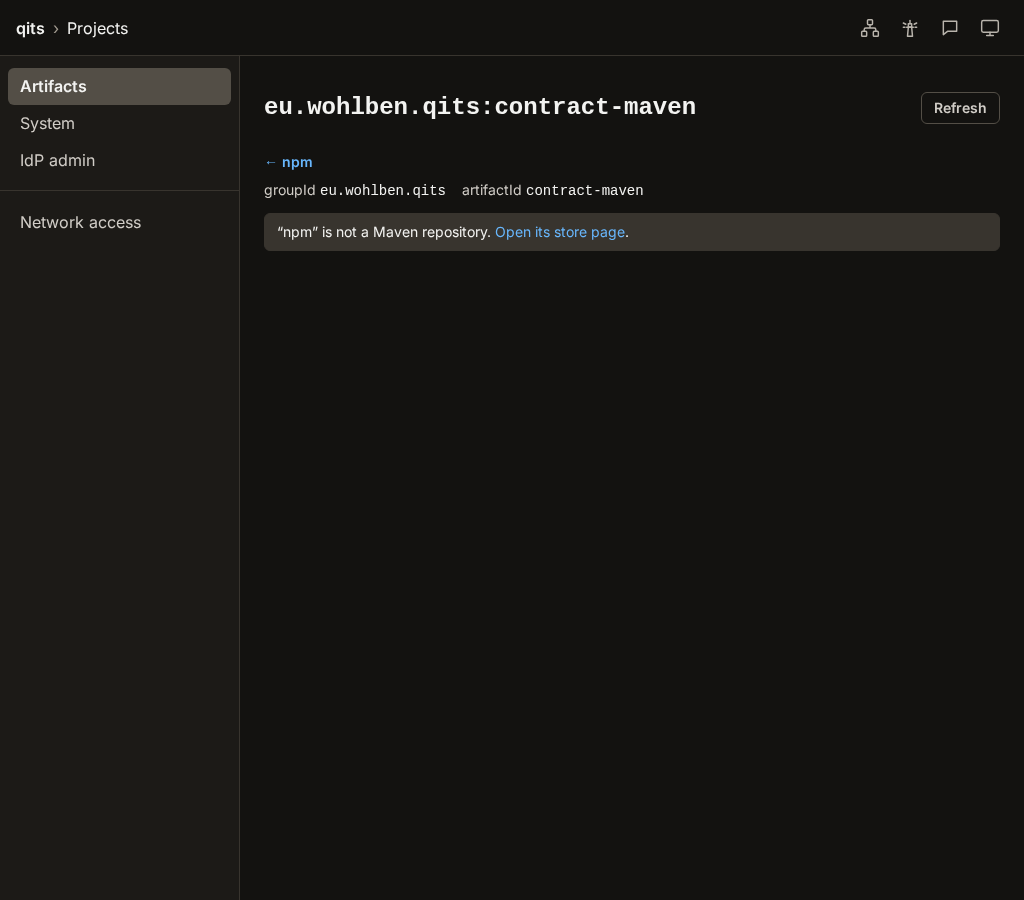 qits › Projects
Artifacts
System
IdP admin
Network access
eu.wohlben.qits:contract-maven
Refresh
← npm
groupId eu.wohlben.qits artifactId contract-maven
“npm” is not a Maven repository. Open its store page.